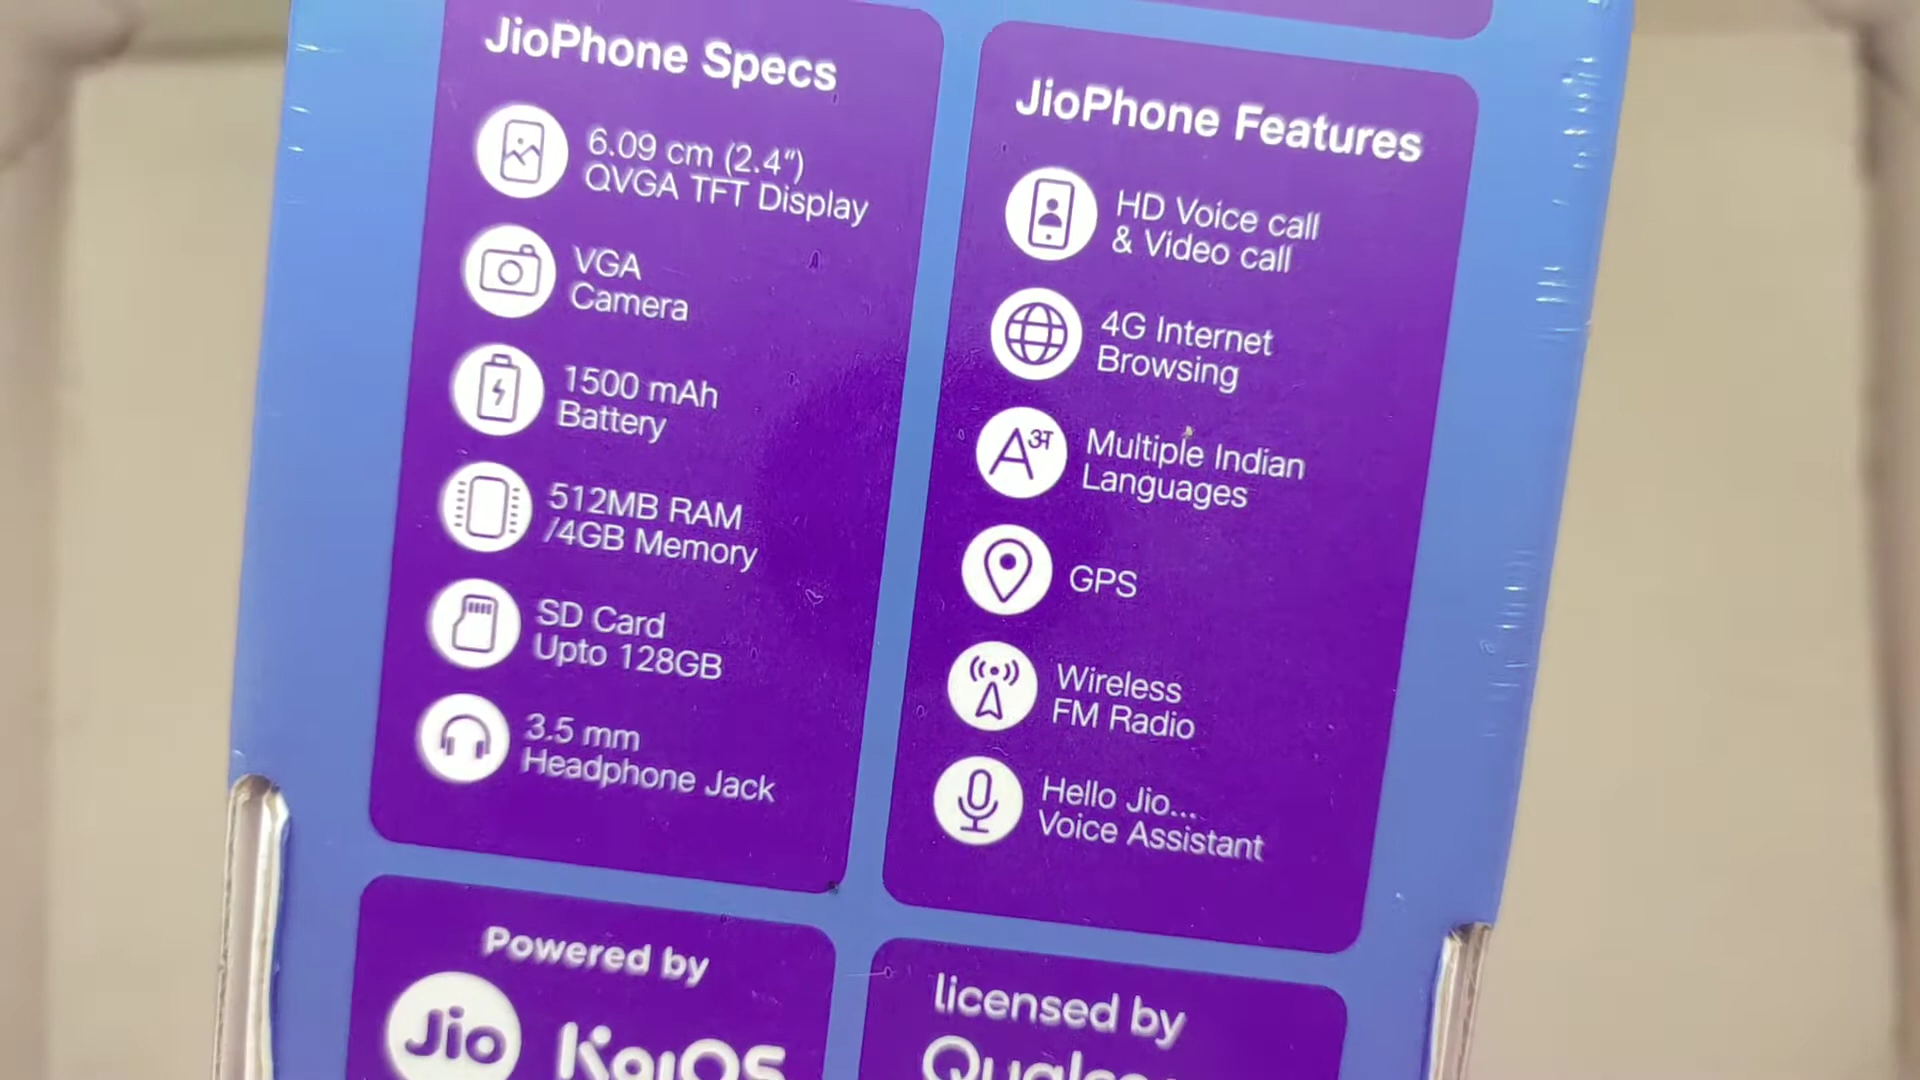 JioPhone Specs
6.09 cm (2.4")
QVGA TFT Display
VGA
Camera
1500 mAh
Battery
512MB RAM
/4GB Memory
SD Card
Upto 128GB
3.5 mm
Headphone Jack
JioPhone Features
HD Voice call
& Video call
4G Internet
Browsing
A अ
Multiple Indian
Languages
GPS
Wireless
FM Radio
Hello Jio...
Voice Assistant
Powered by
Jio KaiOS
licensed by